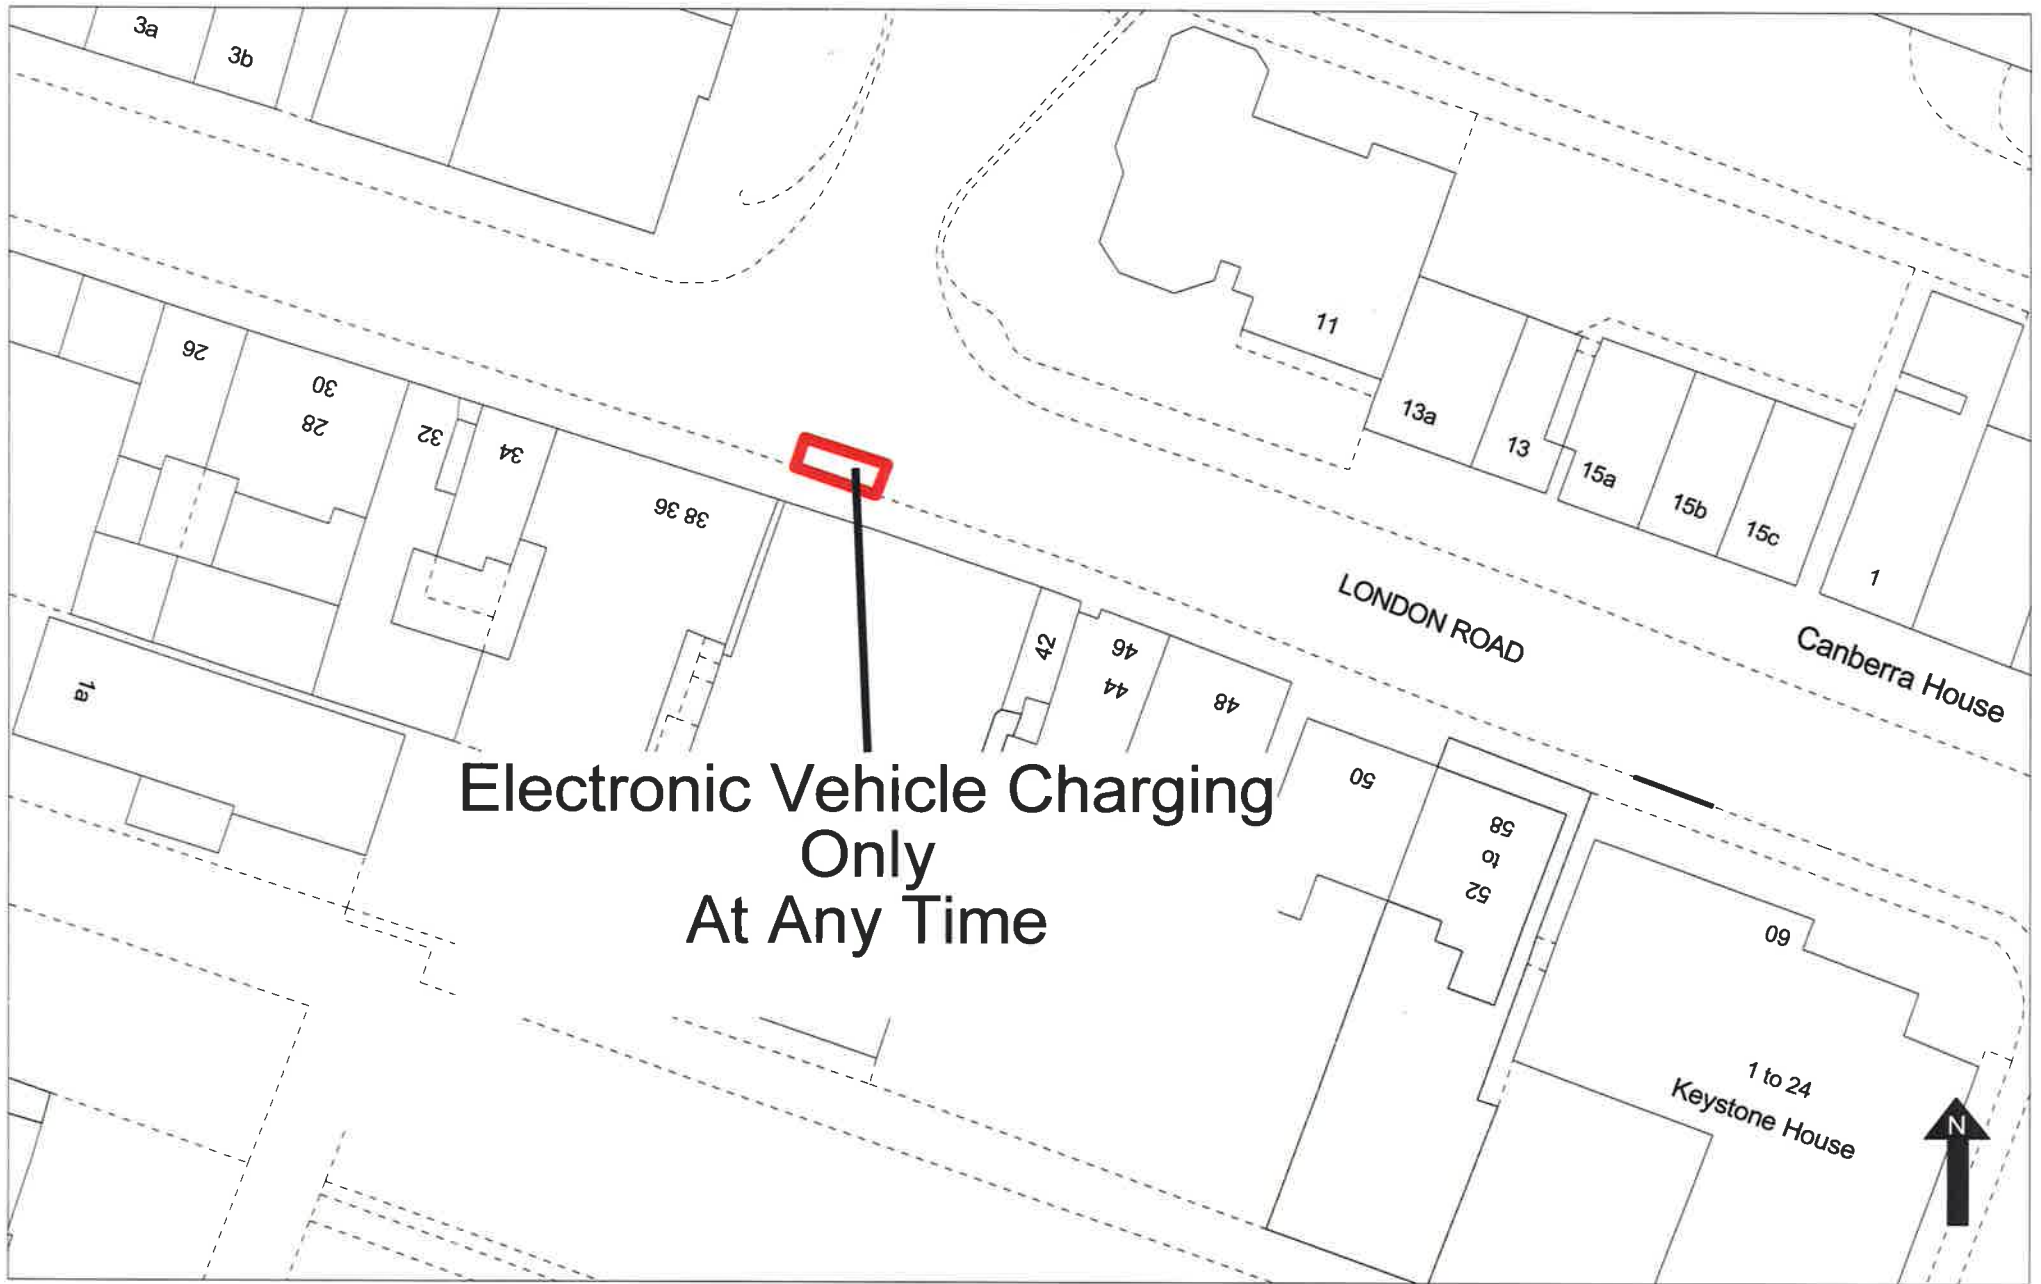 3a
3b
26
30
28
32
34
38 36
11
13a
13
15a
15b
15c
1
LONDON ROAD
Canberra House
42
46
44
48
50
58
to
52
60
1a
Electronic Vehicle Charging
Only
At Any Time
1 to 24
Keystone House
N